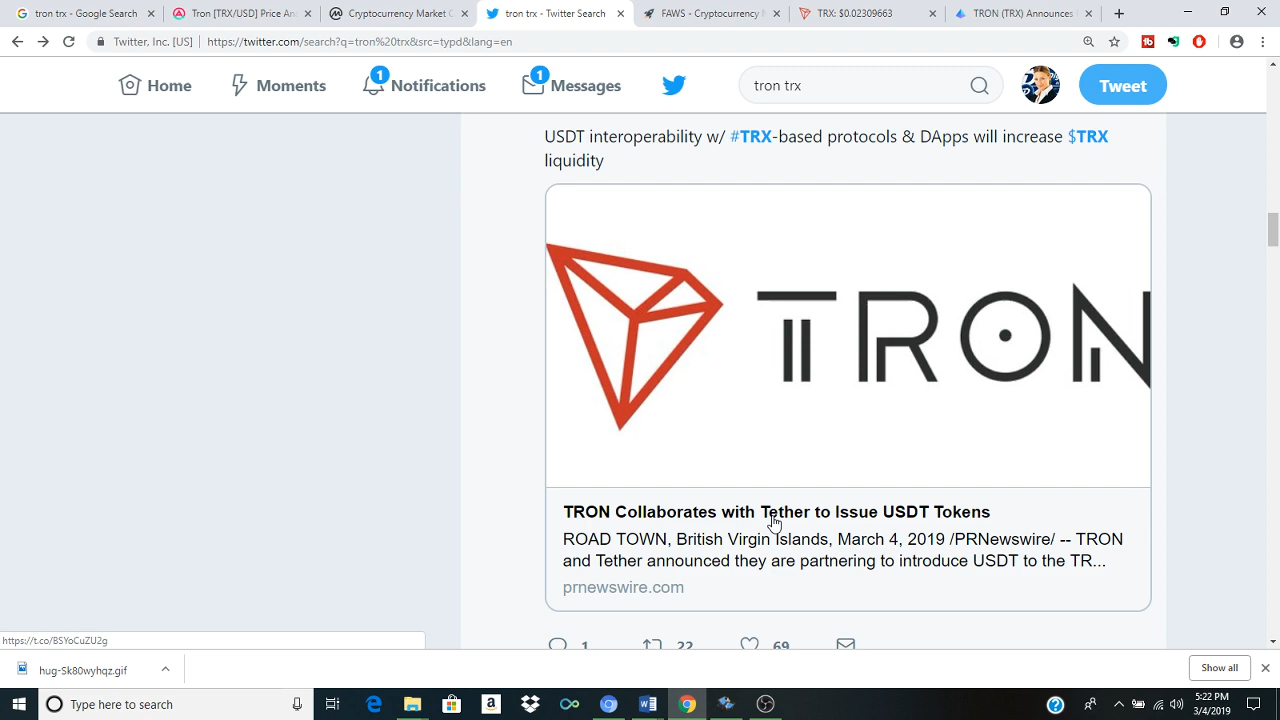 tron trx - Google Search
Tron [TRX/USD] Price An
Cryptocurrency Market C
tron trx - Twitter Search
FAWS - Cryptocurrency N
TRX: $0.02308663
TRON (TRX) Announces
Twitter, Inc. [US]
https://twitter.com/search?q=tron%20trx&src=typd&lang=en
Home
Moments
1
Notifications
1
Messages
tron trx
Tweet
USDT interoperability w/ #TRX-based protocols & DApps will increase $TRX
liquidity
TRON
TRON Collaborates with Tether to Issue USDT Tokens
ROAD TOWN, British Virgin Islands, March 4, 2019 /PRNewswire/ -- TRON
and Tether announced they are partnering to introduce USDT to the TR...
prnewswire.com
1
22
69
https://t.co/BSYoCuZU2g
hug-Sk80wyhqz.gif
Show all
Type here to search
5:22 PM
3/4/2019